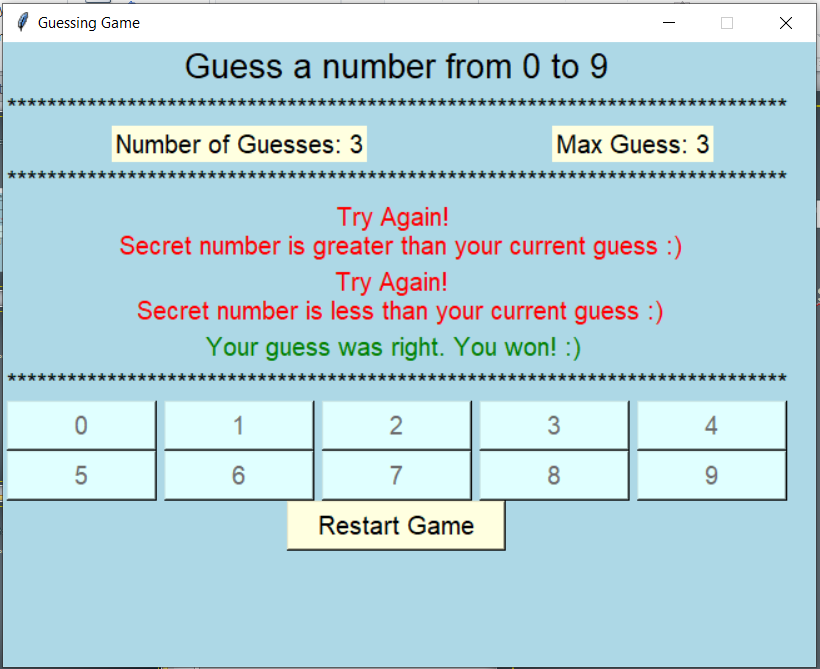 Guessing Game
Guess a number from 0 to 9
******************************************************************************
Number of Guesses: 3 Max Guess: 3
******************************************************************************
Try Again!
Secret number is greater than your current guess :)
Try Again!
Secret number is less than your current guess :)
Your guess was right. You won! :)
******************************************************************************
0 1 2 3 4
5 6 7 8 9
Restart Game